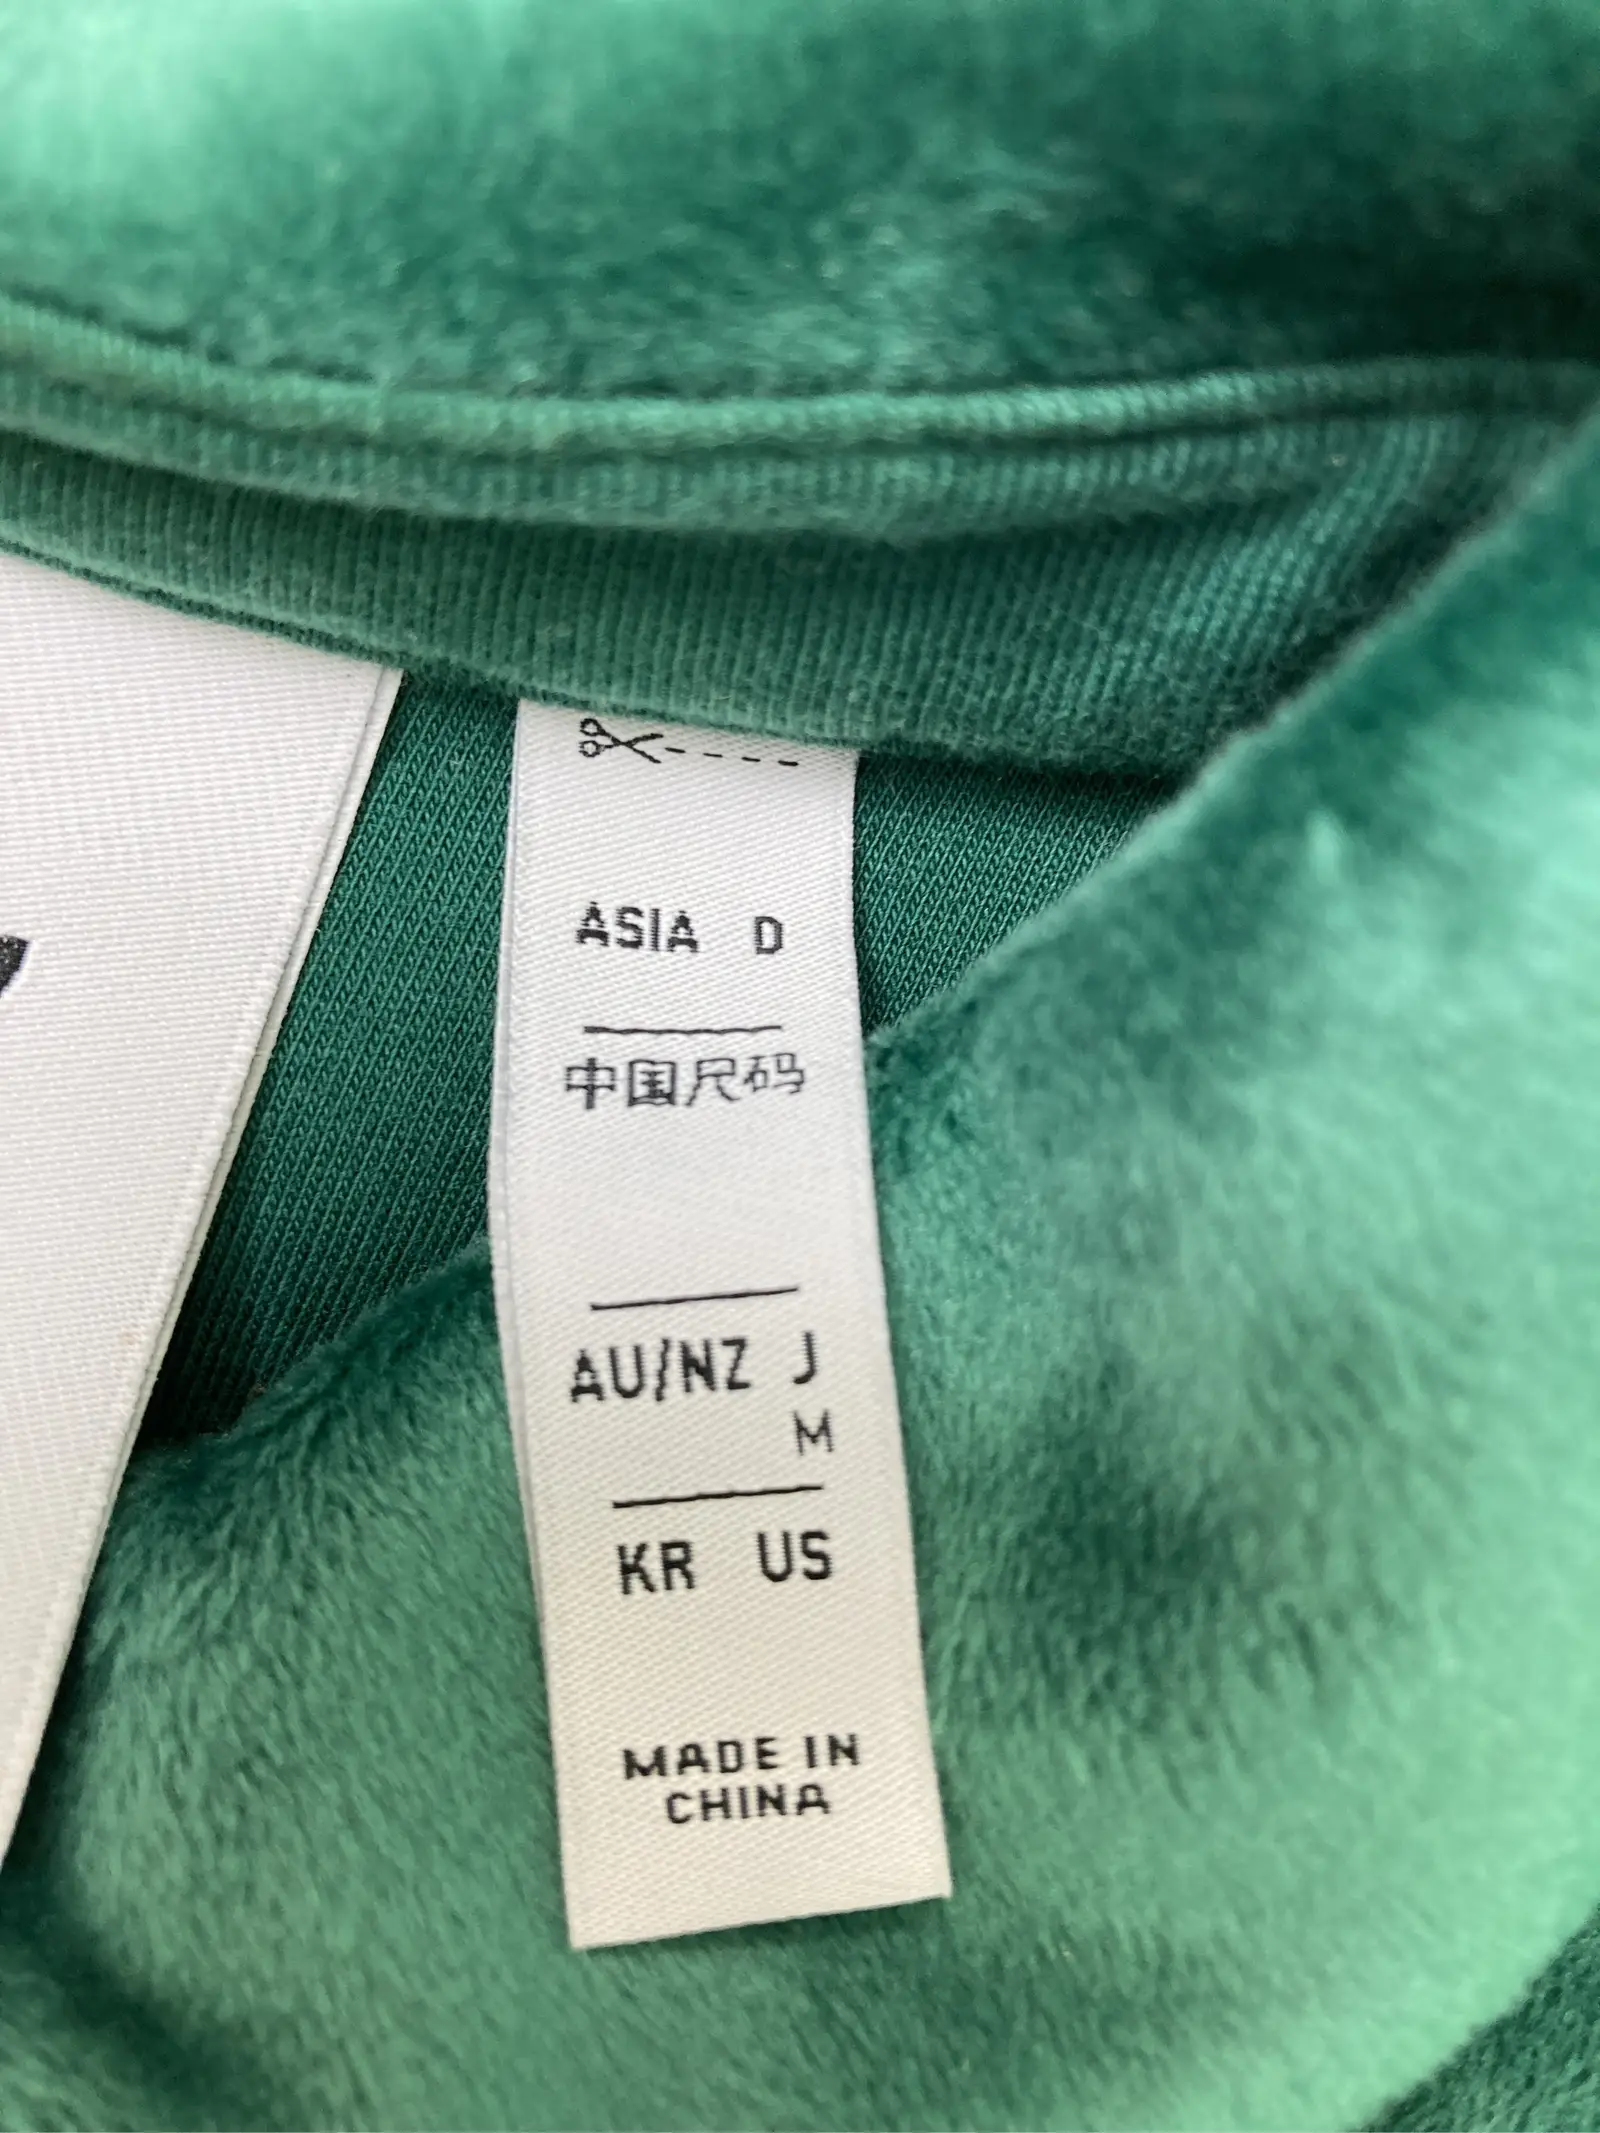 ASIA D
中国尺码
AU/NZ J
M
KR US
MADE IN
CHINA